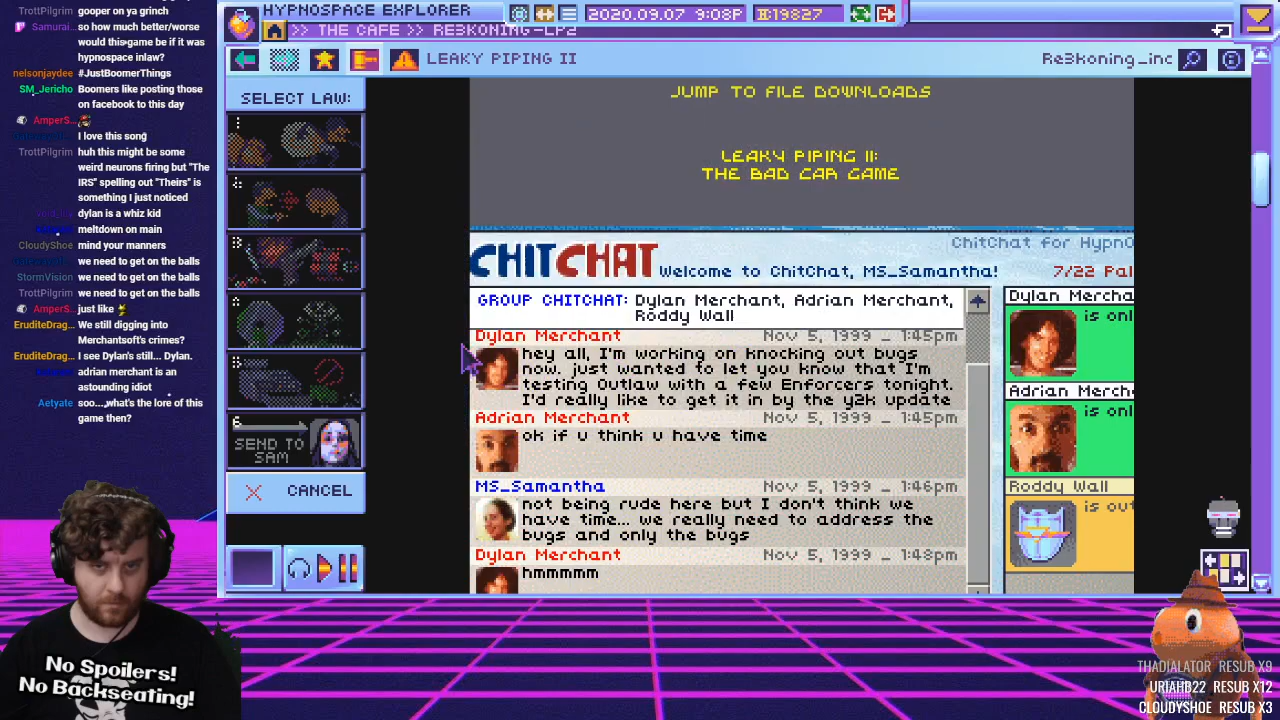 gooper on ya grinch
Samurai... so how much better/worse
would this game be if it was
hypnospace inlaw?
nelsonjaydee #JustBoomerThings
SM_Jericho Boomers like posting those
on facebook to this day
AmperS...
I love this song
TrottPilgrim huh this might be some
weird neurons firing but "The
IRS" spelling out "Theirs" is
something I just noticed
dylan is a whiz kid
meltdown on main
CloudyShoe mind your manners
we need to get on the balls
StormVision we need to get on the balls
TrottPilgrim we need to get on the balls
AmperS... just like
EruditeDrag... We still digging into
Merchantsoft's crimes?
EruditeDrag... I see Dylan's still... Dylan.
adrian merchant is an
astounding idiot
Aetyate soo....,what's the lore of this
game then?
No Spoilers!
No Backseating!
HYPNOSPACE EXPLORER
2020.09.07 9:08PM
19827
>> THE CAFE >> RE3KONING-LP2
LEAKY PIPING II
Re3koning_inc
SELECT LAW:
SEND TO
SAM
CANCEL
JUMP TO FILE DOWNLOADS
LEAKY PIPING II:
THE BAD CAR GAME
CHITCHAT
Welcome to ChitChat, MS_Samantha!
ChitChat for Hypn
7/22 Pal
GROUP CHITCHAT: Dylan Merchant, Adrian Merchant,
Roddy Wall
Dylan Merchant Nov 5, 1999 _ 1:45pm
hey all, I'm working on knocking out bugs
now. just wanted to let you know that I'm
testing Outlaw with a few Enforcers tonight.
I'd really like to get it in by the y2k update
Adrian Merchant Nov 5, 1999 _ 1:45pm
ok if u think u have time
MS_Samantha Nov 5, 1999 _ 1:46pm
not being rude here but I don't think we
have time... we really need to address the
bugs and only the bugs
Dylan Merchant Nov 5, 1999 _ 1:48pm
hmmmmm
Dylan Mercha
is onl
Adrian Merch
is onl
Roddy Wall
is out
THADIALATOR RESUB X9
URIAHB22 RESUB X12
CLOUDYSHOE RESUB X3